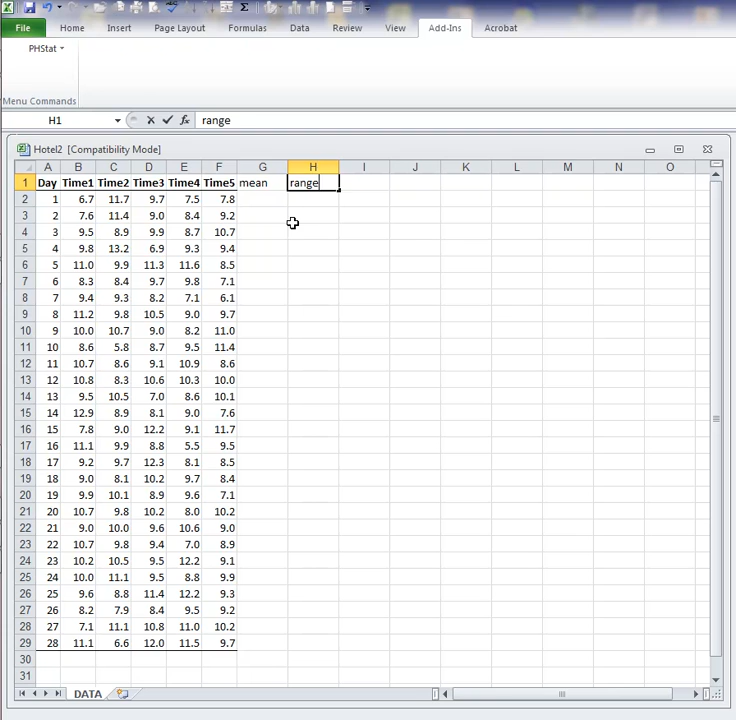 File Home Insert Page Layout Formulas Data Review View Add-Ins Acrobat
PHStat
Menu Commands
H1 fx range
Hotel2 [Compatibility Mode]
A B C D E F G H I J K L M N O
1 Day Time1 Time2 Time3 Time4 Time5 mean range
2 1 6.7 11.7 9.7 7.5 7.8
3 2 7.6 11.4 9.0 8.4 9.2
4 3 9.5 8.9 9.9 8.7 10.7
5 4 9.8 13.2 6.9 9.3 9.4
6 5 11.0 9.9 11.3 11.6 8.5
7 6 8.3 8.4 9.7 9.8 7.1
8 7 9.4 9.3 8.2 7.1 6.1
9 8 11.2 9.8 10.5 9.0 9.7
10 9 10.0 10.7 9.0 8.2 11.0
11 10 8.6 5.8 8.7 9.5 11.4
12 11 10.7 8.6 9.1 10.9 8.6
13 12 10.8 8.3 10.6 10.3 10.0
14 13 9.5 10.5 7.0 8.6 10.1
15 14 12.9 8.9 8.1 9.0 7.6
16 15 7.8 9.0 12.2 9.1 11.7
17 16 11.1 9.9 8.8 5.5 9.5
18 17 9.2 9.7 12.3 8.1 8.5
19 18 9.0 8.1 10.2 9.7 8.4
20 19 9.9 10.1 8.9 9.6 7.1
21 20 10.7 9.8 10.2 8.0 10.2
22 21 9.0 10.0 9.6 10.6 9.0
23 22 10.7 9.8 9.4 7.0 8.9
24 23 10.2 10.5 9.5 12.2 9.1
25 24 10.0 11.1 9.5 8.8 9.9
26 25 9.6 8.8 11.4 12.2 9.3
27 26 8.2 7.9 8.4 9.5 9.2
28 27 7.1 11.1 10.8 11.0 10.2
29 28 11.1 6.6 12.0 11.5 9.7
30
31
DATA